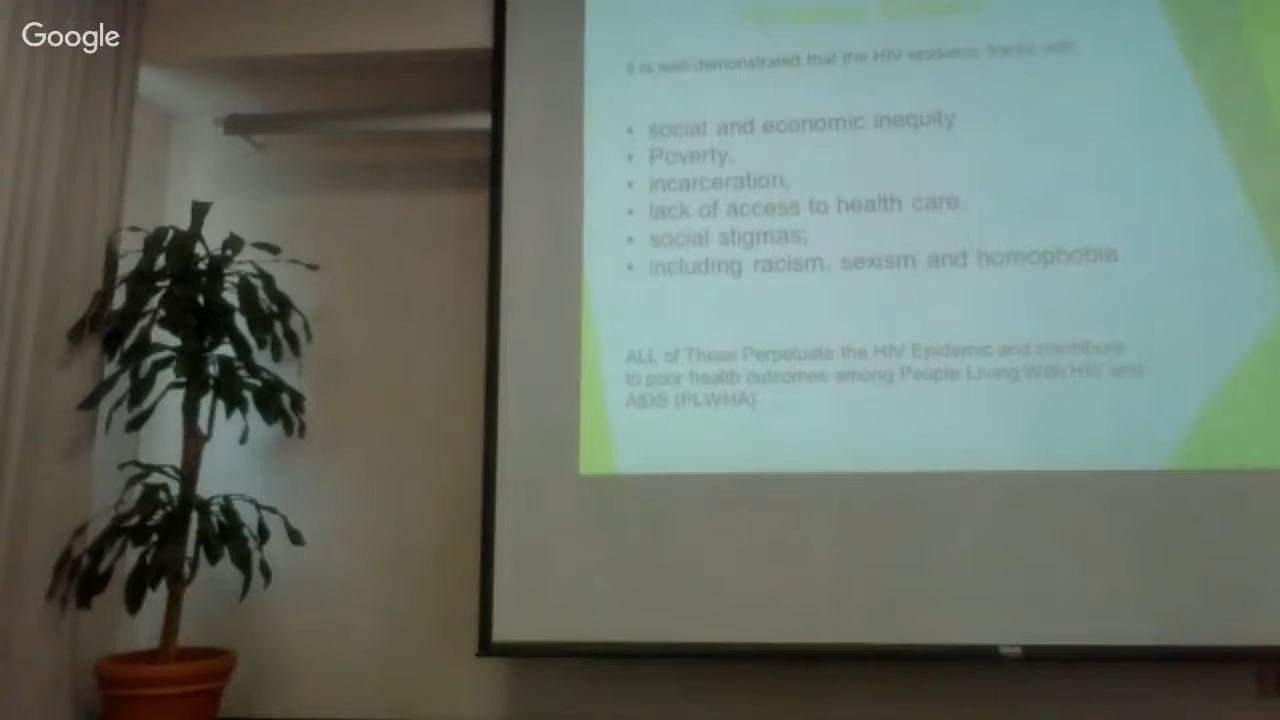 Google
It is well demonstrated that the HIV epidemic tracks with
• social and economic inequity
• Poverty,
• incarceration,
• lack of access to health care,
• social stigmas;
• including racism, sexism and homophobia
ALL of These Perpetuate the HIV Epidemic and contribute
to poor health outcomes among People Living With HIV and
AIDS (PLWHA)